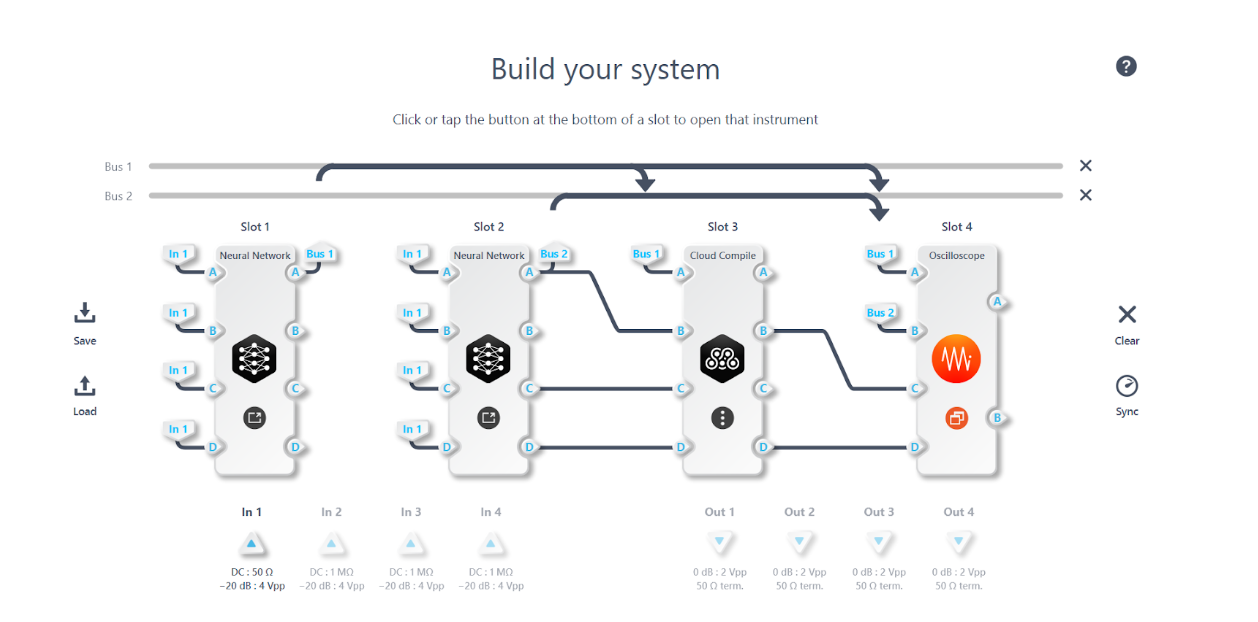 Build your system
?
Click or tap the button at the bottom of a slot to open that instrument
Bus 1
Bus 2
Slot 1 Slot 2 Slot 3 Slot 4
In 1 Neural Network Bus 1 In 1 Neural Network Bus 2 Bus 1 Cloud Compile Bus 1 Oscilloscope
A A A A A A A
A
In 1 In 1 Bus 2
B B B B B B B
Save Clear
In 1 In 1
C C C C C C C
Load Sync
B
In 1 In 1
D D D D D D D
In 1 In 2 In 3 In 4 Out 1 Out 2 Out 3 Out 4
DC : 50 Ω DC : 1 MΩ DC : 1 MΩ DC : 1 MΩ 0 dB : 2 Vpp 0 dB : 2 Vpp 0 dB : 2 Vpp 0 dB : 2 Vpp
−20 dB : 4 Vpp −20 dB : 4 Vpp −20 dB : 4 Vpp −20 dB : 4 Vpp 50 Ω term. 50 Ω term. 50 Ω term. 50 Ω term.